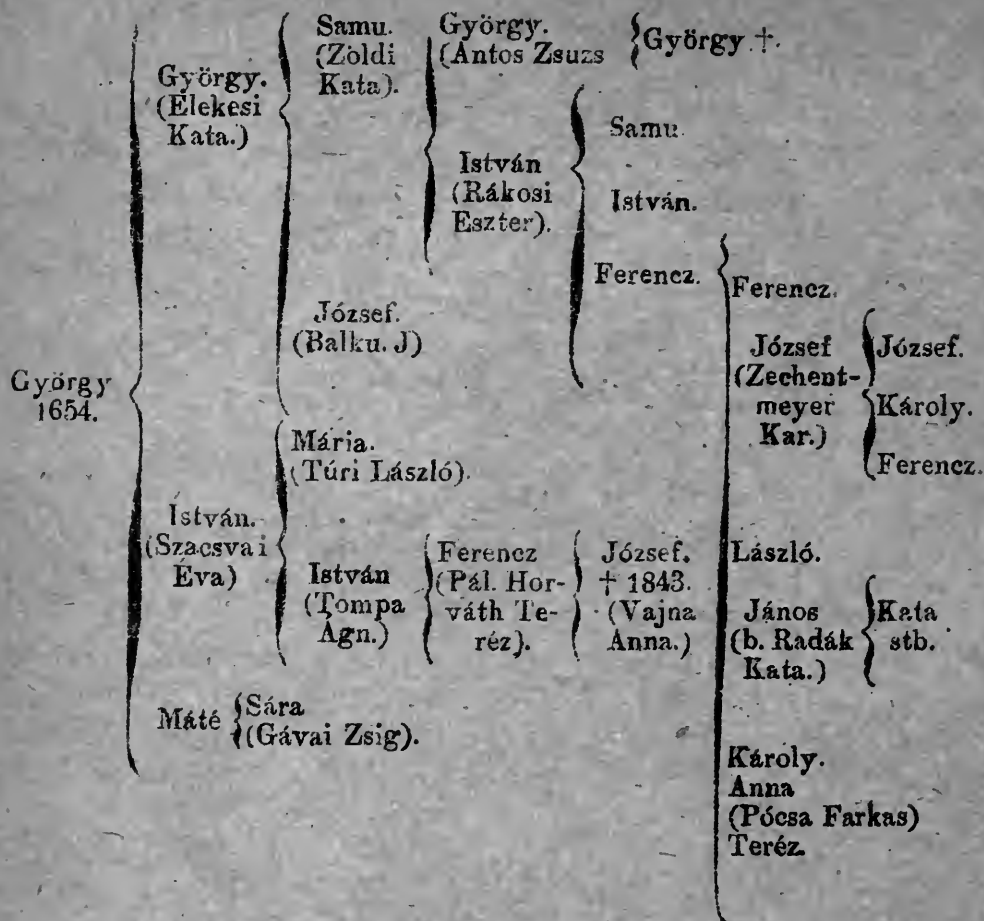 György
1654.
György.
(Elekesi
Kata.)
Samu.
(Zöldi
Kata).
György.
(Antos Zsuzs
György †.
István
(Rákosi
Eszter).
Samu.
István.
Ferencz.
József.
(Balku. J)
István.
(Szacsvai
Éva)
Mária.
(Túri László).
István
(Tompa
Ágn.)
Ferencz
(Pál. Hor-
váth Te-
réz).
József.
† 1843.
(Vajna
Anna.)
Ferencz.
József
(Zechent-
meyer
Kar.)
József.
Károly.
Ferencz.
László.
János
(b. Radák
Kata.)
Kata
stb.
Károly.
Anna
(Pócsa Farkas)
Teréz.
Máté
Sára
(Gávai Zsig).